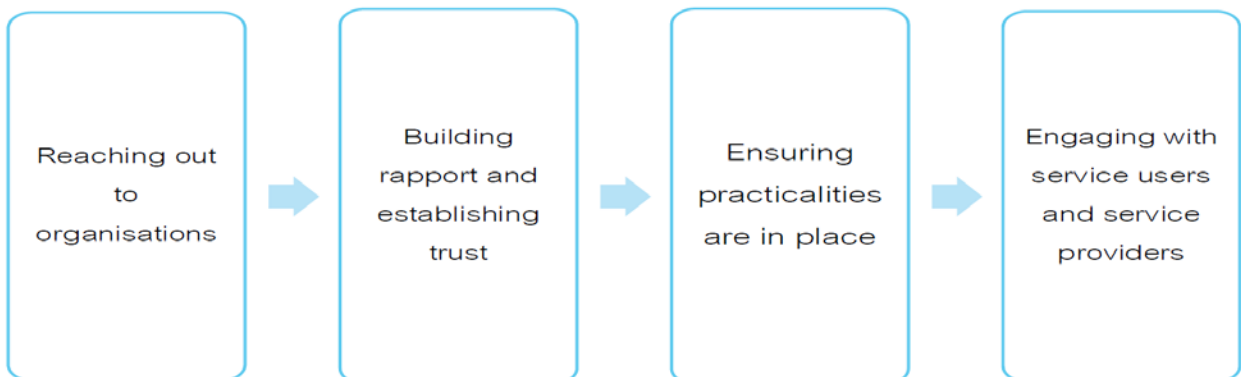 Reaching out
to
organisations
Building
rapport and
establishing
trust
Ensuring
practicalities
are in place
Engaging with
service users
and service
providers